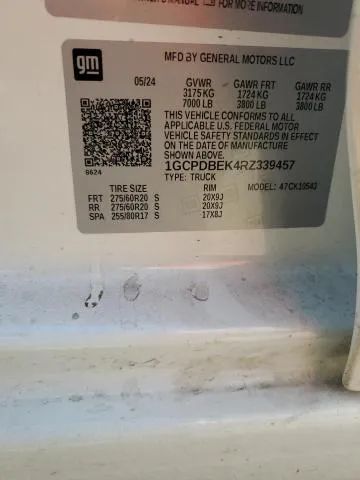 OWNER'S MANUAL FOR MORE INFORMATION
gm
MFD BY GENERAL MOTORS LLC
05/24 GVWR GAWR FRT GAWR RR
3175 KG 1724 KG 1724 KG
7000 LB 3800 LB 3800 LB
THIS VEHICLE CONFORMS TO ALL
APPLICABLE U.S. FEDERAL MOTOR
VEHICLE SAFETY STANDARDS IN
EFFECT ON THE DATE OF
MANUFACTURE SHOWN ABOVE.
1GCPDBEK4RZ339457
TYPE: TRUCK
MODEL: 47CK10543
6624
TIRE SIZE RIM
FRT 275/60R20 S 20X9J
RR 275/60R20 S 20X9J
SPA 255/80R17 S 17X8J